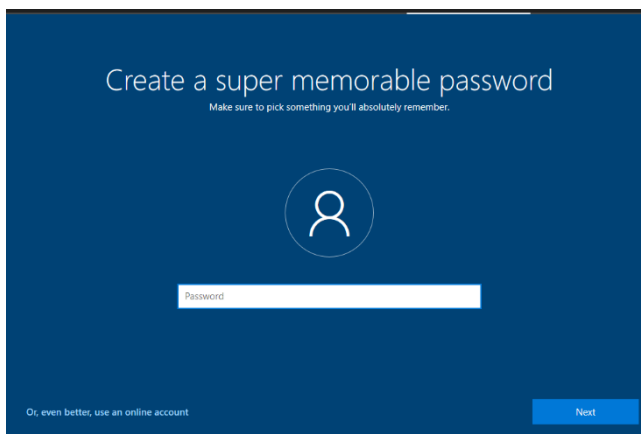 Create a super memorable password
Make sure to pick something you'll absolutely remember.
Password
Or, even better, use an online account
Next